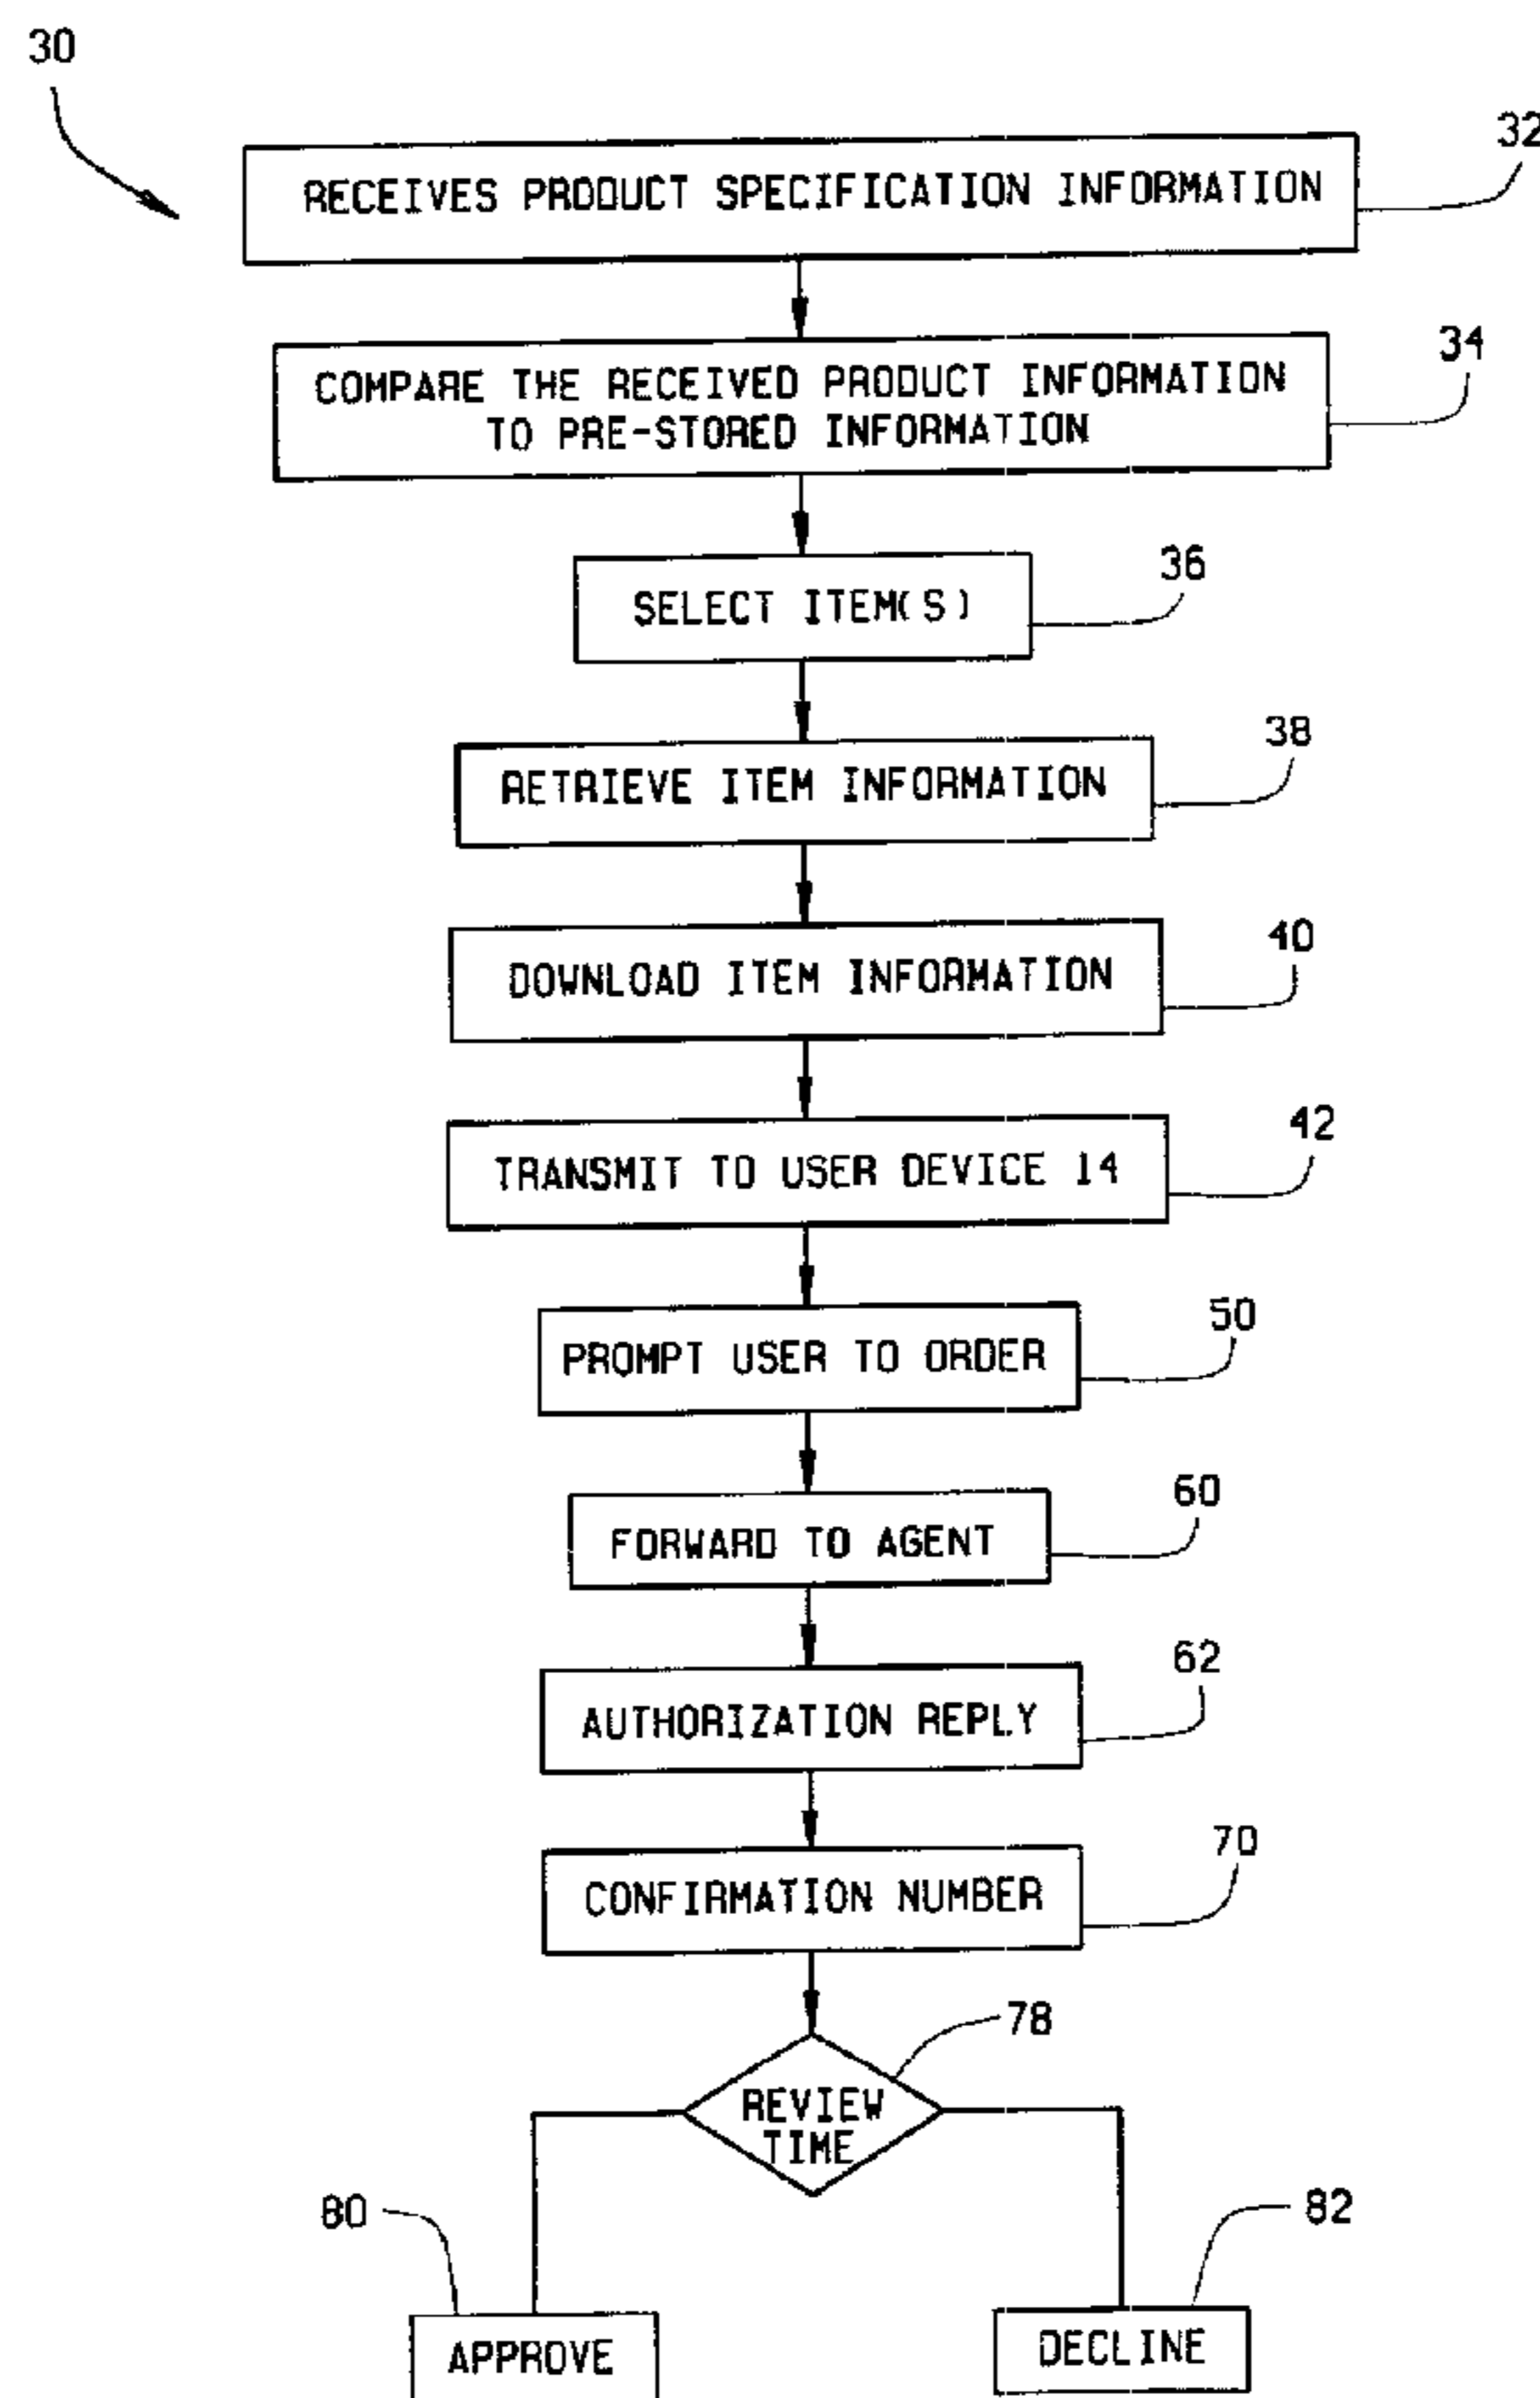 30
32
RECEIVES PRODUCT SPECIFICATION INFORMATION
34
COMPARE THE RECEIVED PRODUCT INFORMATION
TO PRE-STORED INFORMATION
36
SELECT ITEM(S)
38
RETRIEVE ITEM INFORMATION
40
DOWNLOAD ITEM INFORMATION
42
TRANSMIT TO USER DEVICE 14
50
PROMPT USER TO ORDER
60
FORWARD TO AGENT
62
AUTHORIZATION REPLY
70
CONFIRMATION NUMBER
78
REVIEW
TIME
80
82
APPROVE
DECLINE